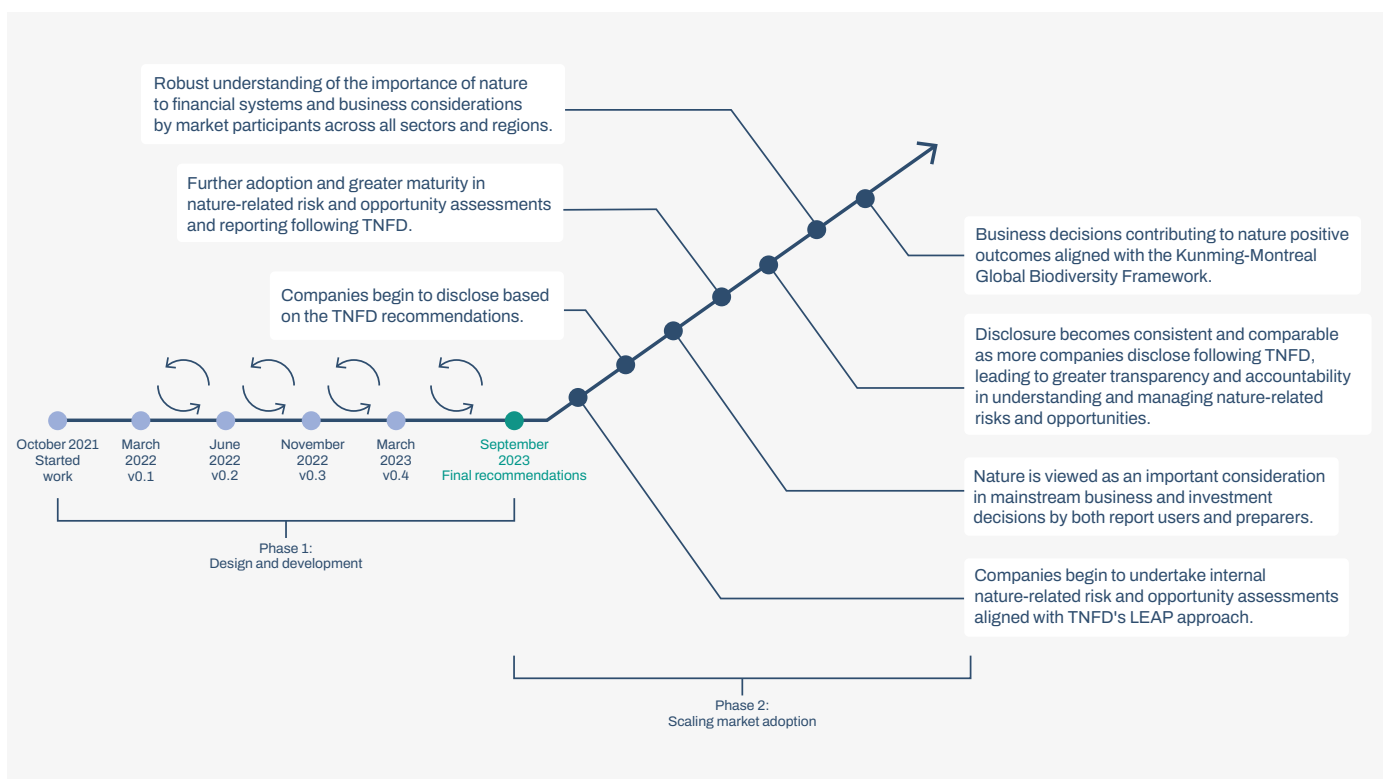 Robust understanding of the importance of nature
to financial systems and business considerations
by market participants across all sectors and regions.
Further adoption and greater maturity in
nature-related risk and opportunity assessments
and reporting following TNFD.
Companies begin to disclose based
on the TNFD recommendations.
October 2021
Started
work
March
2022
v0.1
June
2022
v0.2
November
2022
v0.3
March
2023
v0.4
September
2023
Final recommendations
Phase 1:
Design and development
Business decisions contributing to nature positive
outcomes aligned with the Kunming-Montreal
Global Biodiversity Framework.
Disclosure becomes consistent and comparable
as more companies disclose following TNFD,
leading to greater transparency and accountability
in understanding and managing nature-related
risks and opportunities.
Nature is viewed as an important consideration
in mainstream business and investment
decisions by both report users and preparers.
Companies begin to undertake internal
nature-related risk and opportunity assessments
aligned with TNFD's LEAP approach.
Phase 2:
Scaling market adoption